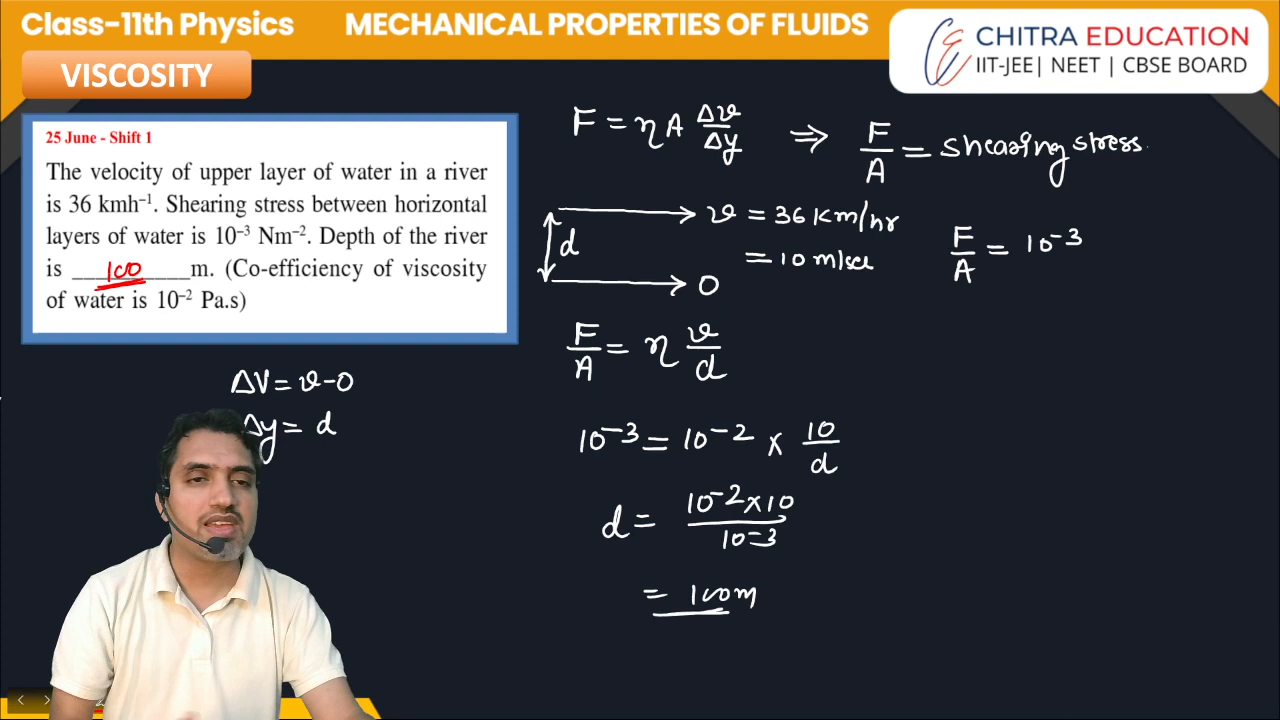 Class-11th Physics
MECHANICAL PROPERTIES OF FLUIDS
CHITRA EDUCATION
IIT-JEE| NEET | CBSE BOARD
VISCOSITY
25 June - Shift 1
The velocity of upper layer of water in a river
is 36 kmh⁻¹. Shearing stress between horizontal
layers of water is 10⁻³ Nm⁻². Depth of the river
is ___100___m. (Co-efficiency of viscosity
of water is 10⁻² Pa.s)
ΔV = v-0
Δy = d
F = η A Δv/Δy ⇒ F/A = shearing stress.
d
v = 36 Km/hr
= 10 m/sec
0
F/A = 10⁻³
F/A = η v/d
10⁻³ = 10⁻² × 10/d
d = 10⁻² × 10 / 10⁻³
= 100m